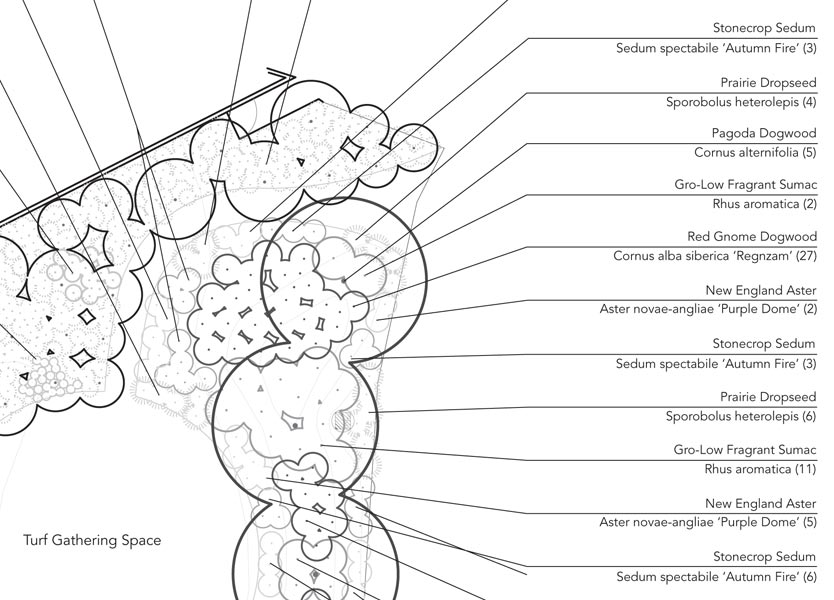 Stonecrop Sedum
Sedum spectabile ‘Autumn Fire’ (3)
Prairie Dropseed
Sporobolus heterolepis (4)
Pagoda Dogwood
Cornus alternifolia (5)
Gro-Low Fragrant Sumac
Rhus aromatica (2)
Red Gnome Dogwood
Cornus alba siberica ‘Regnzam’ (27)
New England Aster
Aster novae-angliae ‘Purple Dome’ (2)
Stonecrop Sedum
Sedum spectabile ‘Autumn Fire’ (3)
Prairie Dropseed
Sporobolus heterolepis (6)
Gro-Low Fragrant Sumac
Rhus aromatica (11)
New England Aster
Aster novae-angliae ‘Purple Dome’ (5)
Turf Gathering Space
Stonecrop Sedum
Sedum spectabile ‘Autumn Fire’ (6)